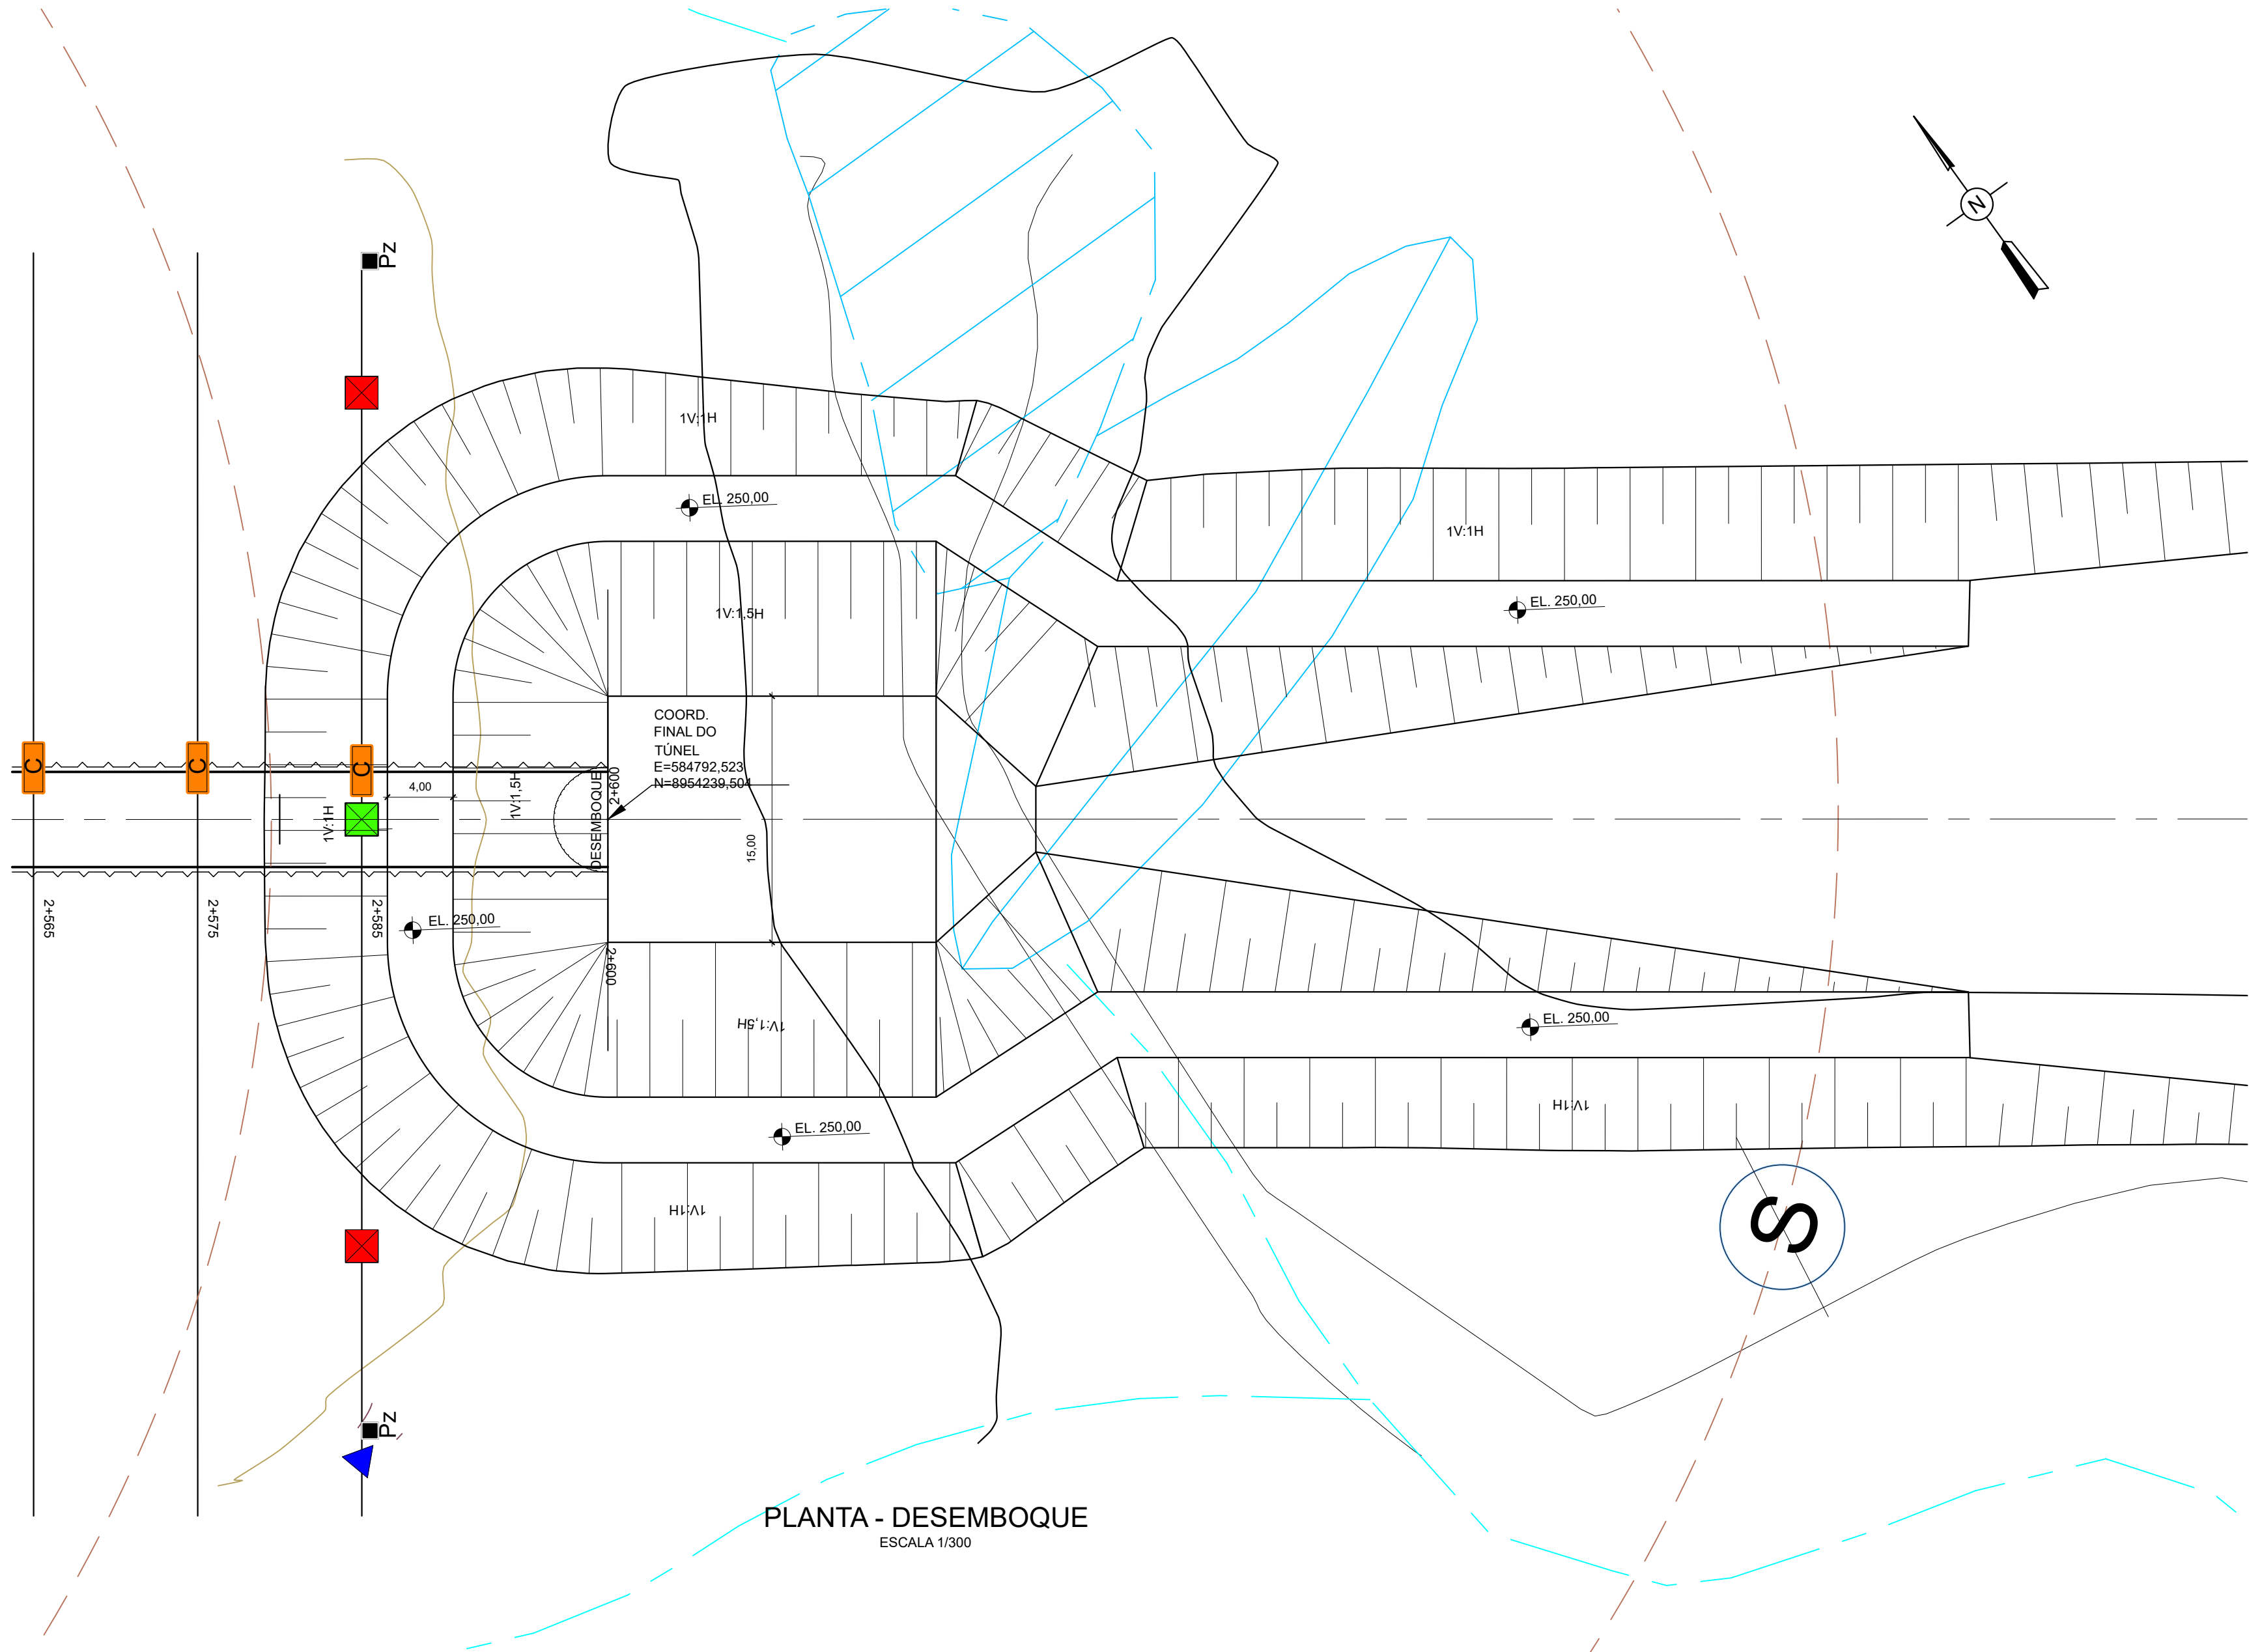 N
Pz
1V:1H
EL. 250,00
1V:1H
1V:1,5H
EL. 250,00
COORD.
FINAL DO
TÚNEL
E=584792,523
N=8954239,504
C
C
C
4,00
1V:1,5H
1V:1H
DESEMBOQUE
2+600
15,00
2+565
2+575
2+585
EL. 250,00
2+600
1V:1,5H
EL. 250,00
1V:1H
EL. 250,00
1V:1H
S
Pz
PLANTA - DESEMBOQUE
ESCALA 1/300